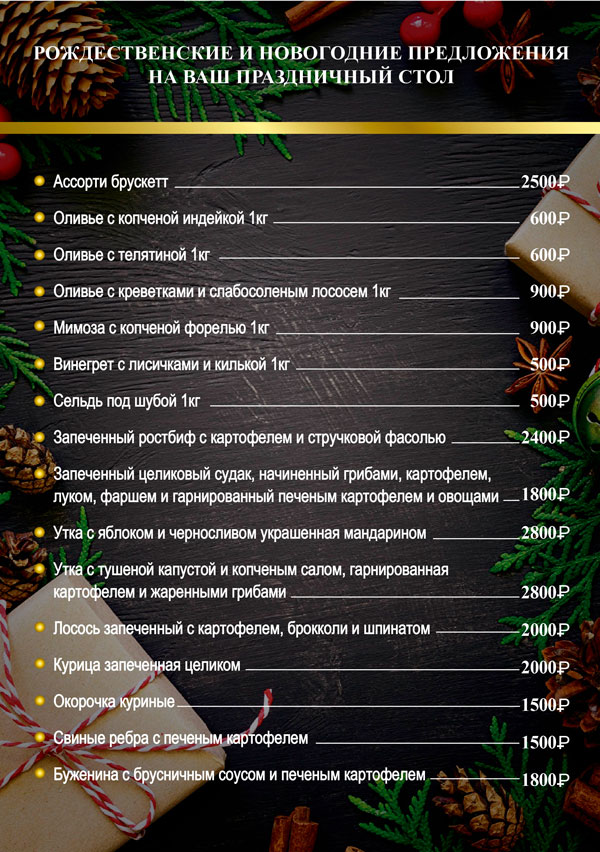 РОЖДЕСТВЕНСКИЕ И НОВОГОДНИЕ ПРЕДЛОЖЕНИЯ
НА ВАШ ПРАЗДНИЧНЫЙ СТОЛ
Ассорти брускетт 2500₽
Оливье с копченой индейкой 1кг 600₽
Оливье с телятиной 1кг 600₽
Оливье с креветками и слабосоленым лососем 1кг 900₽
Мимоза с копченой форелью 1кг 900₽
Винегрет с лисичками и килькой 1кг 500₽
Сельдь под шубой 1кг 500₽
Запеченный ростбиф с картофелем и стручковой фасолью 2400₽
Запеченный целиковый судак, начиненный грибами, картофелем,
луком, фаршем и гарнированный печеным картофелем и овощами 1800₽
Утка с яблоком и черносливом украшенная мандарином 2800₽
Утка с тушеной капустой и копченым салом, гарнированная
картофелем и жаренными грибами 2800₽
Лосось запеченный с картофелем, брокколи и шпинатом 2000₽
Курица запеченная целиком 2000₽
Окорочка куриные 1500₽
Свиные ребра с печеным картофелем 1500₽
Буженина с брусничным соусом и печеным картофелем 1800₽